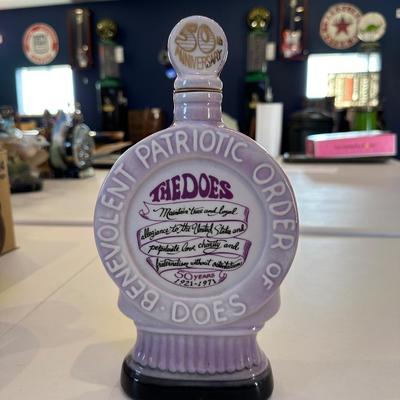 50th
ANNIVERSARY
BENEVOLENT PATRIOTIC ORDER OF
· DOES ·
THE DOES
Maintain true and loyal
allegiance to the United States and
perpetuate love, charity and
fraternalism without ostentation
50 YEARS
1921-1971